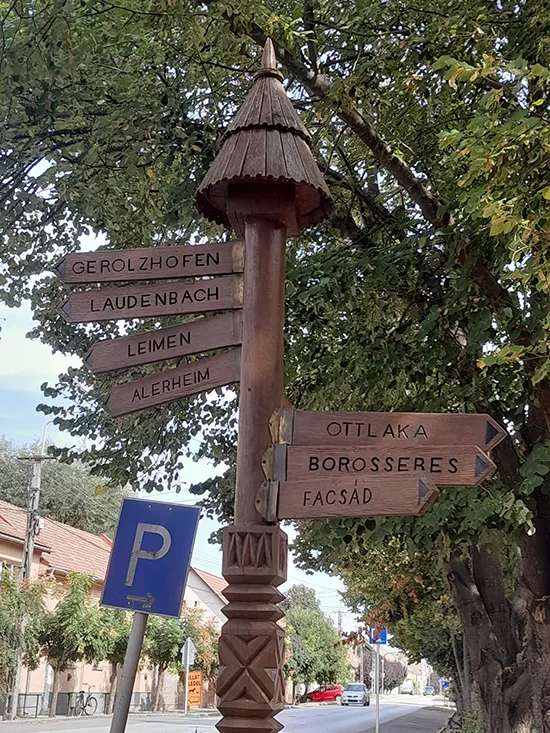 GEROLZHOFEN
LAUDENBACH
LEIMEN
ALERHEIM
OTTLAKA
BOROSSERES
FACSÁD
P